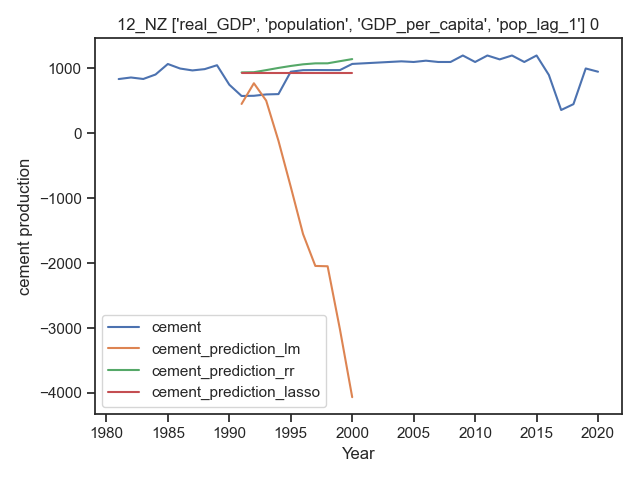 12_NZ ['real_GDP', 'population', 'GDP_per_capita', 'pop_lag_1'] 0
cement production
1000
0
−1000
−2000
−3000
−4000
cement
cement_prediction_lm
cement_prediction_rr
cement_prediction_lasso
1980 1985 1990 1995 2000 2005 2010 2015 2020
Year